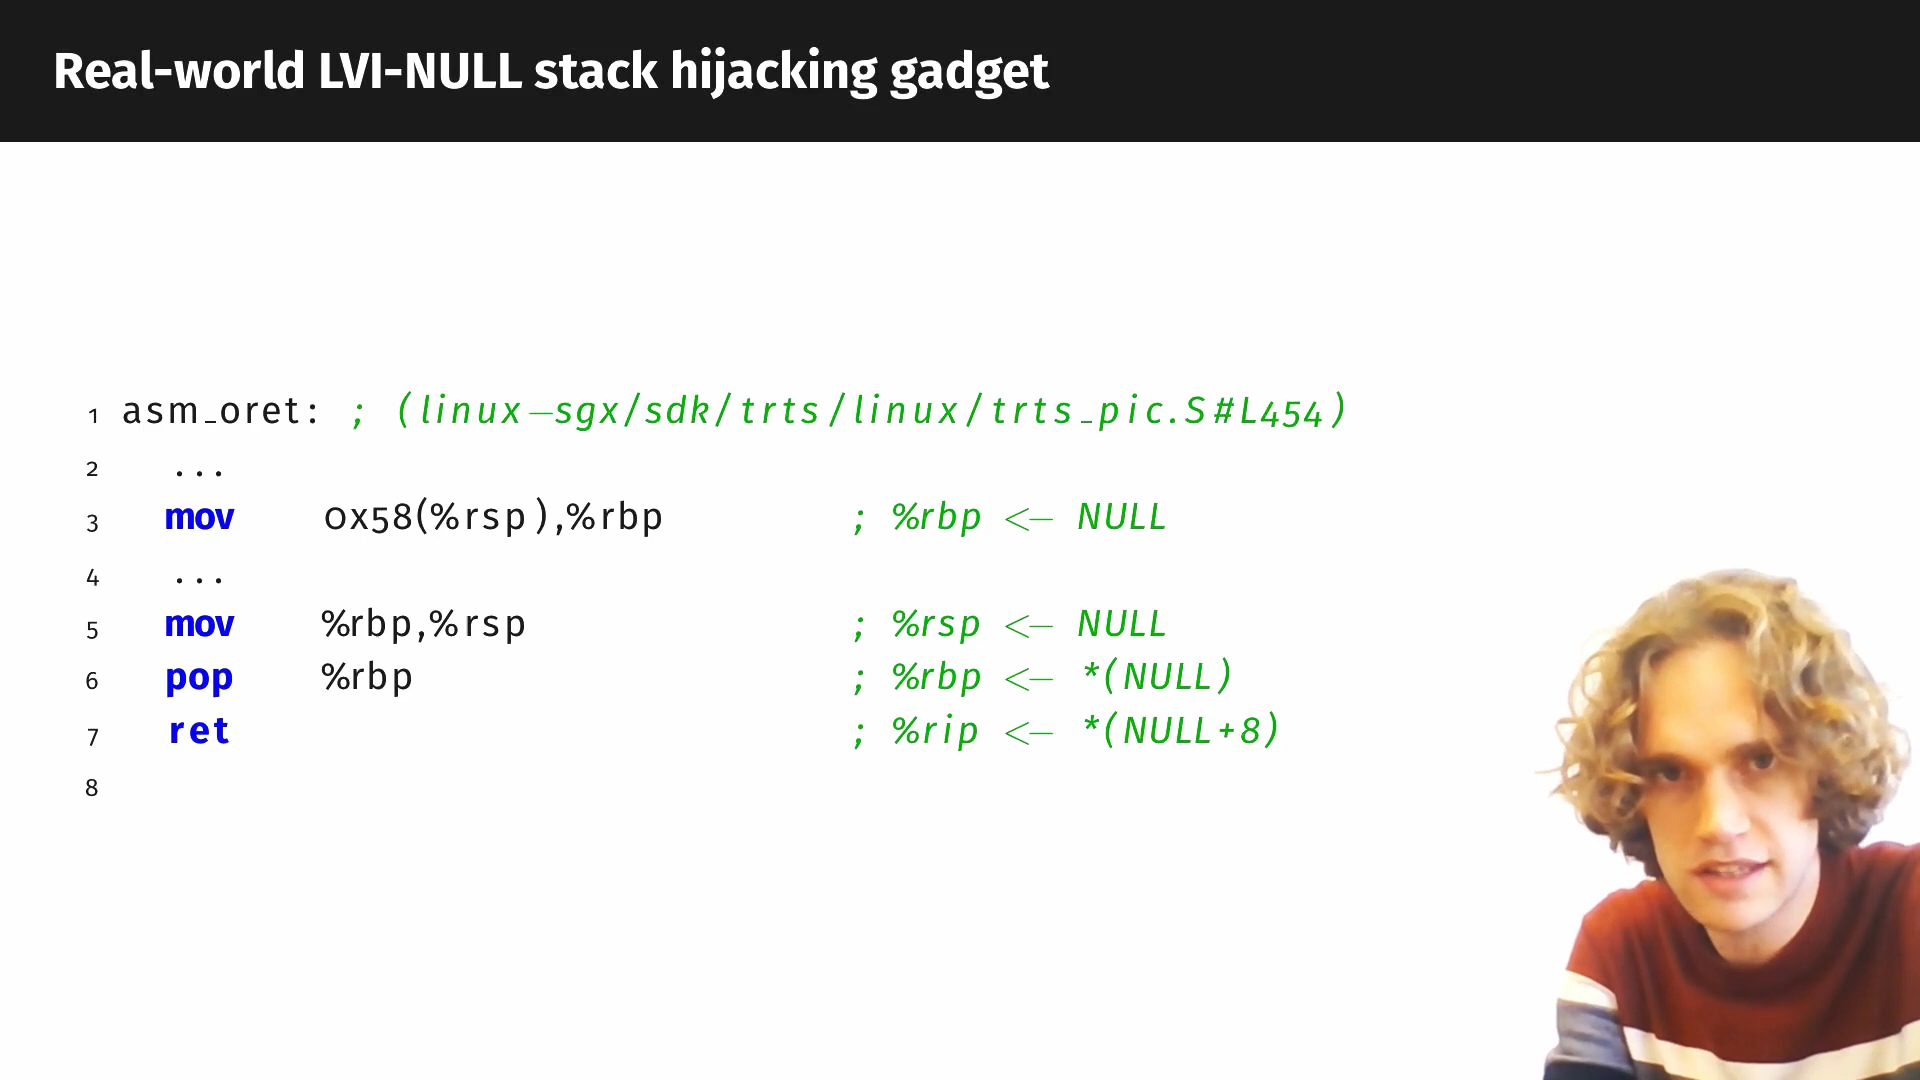 Real-world LVI-NULL stack hijacking gadget
1 asm_oret: ; (linux-sgx/sdk/trts/linux/trts_pic.S#L454)
2 ...
3 mov 0x58(%rsp),%rbp ; %rbp <- NULL
4 ...
5 mov %rbp,%rsp ; %rsp <- NULL
6 pop %rbp ; %rbp <- *(NULL)
7 ret ; %rip <- *(NULL+8)
8